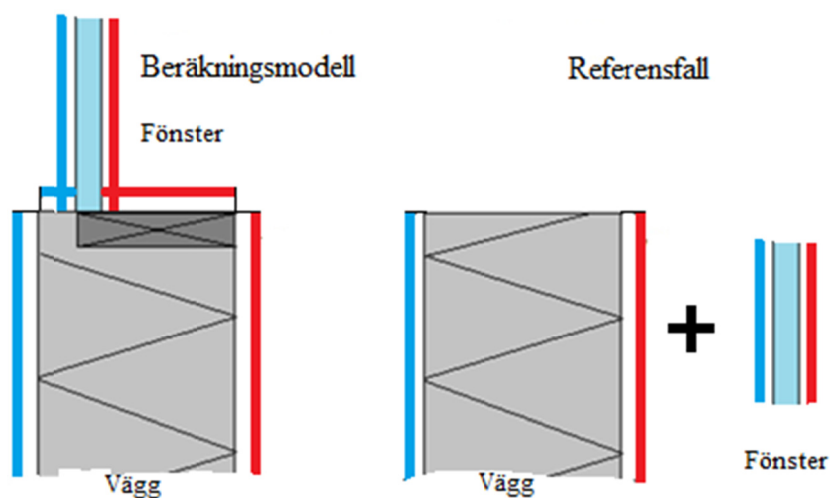 Beräkningsmodell
Referensfall
Fönster
Vägg
Vägg
Fönster